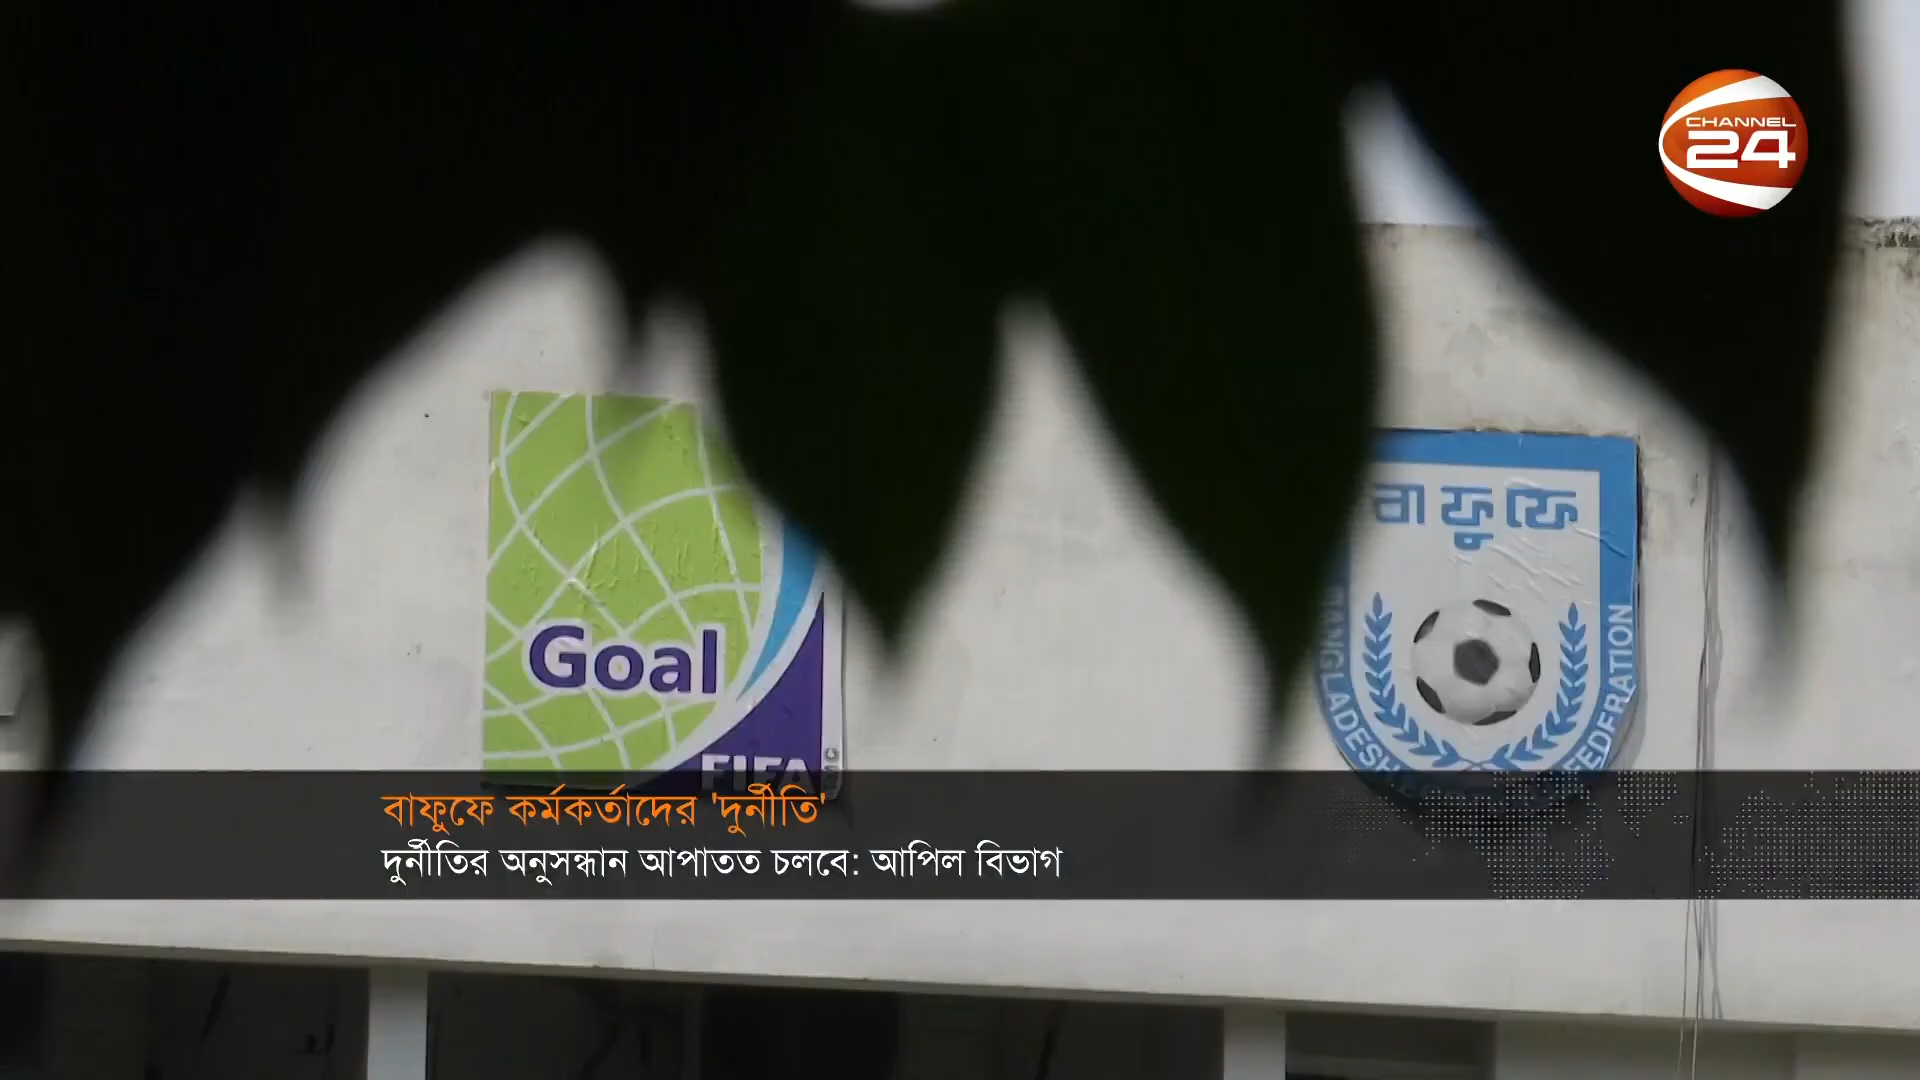 CHANNEL
24
বাফুফে
Goal
BANGLADESH
FEDERATION
FIFA
বাফুফে কর্মকর্তাদের 'দুর্নীতি'
দুর্নীতির অনুসন্ধান আপাতত চলবে: আপিল বিভাগ